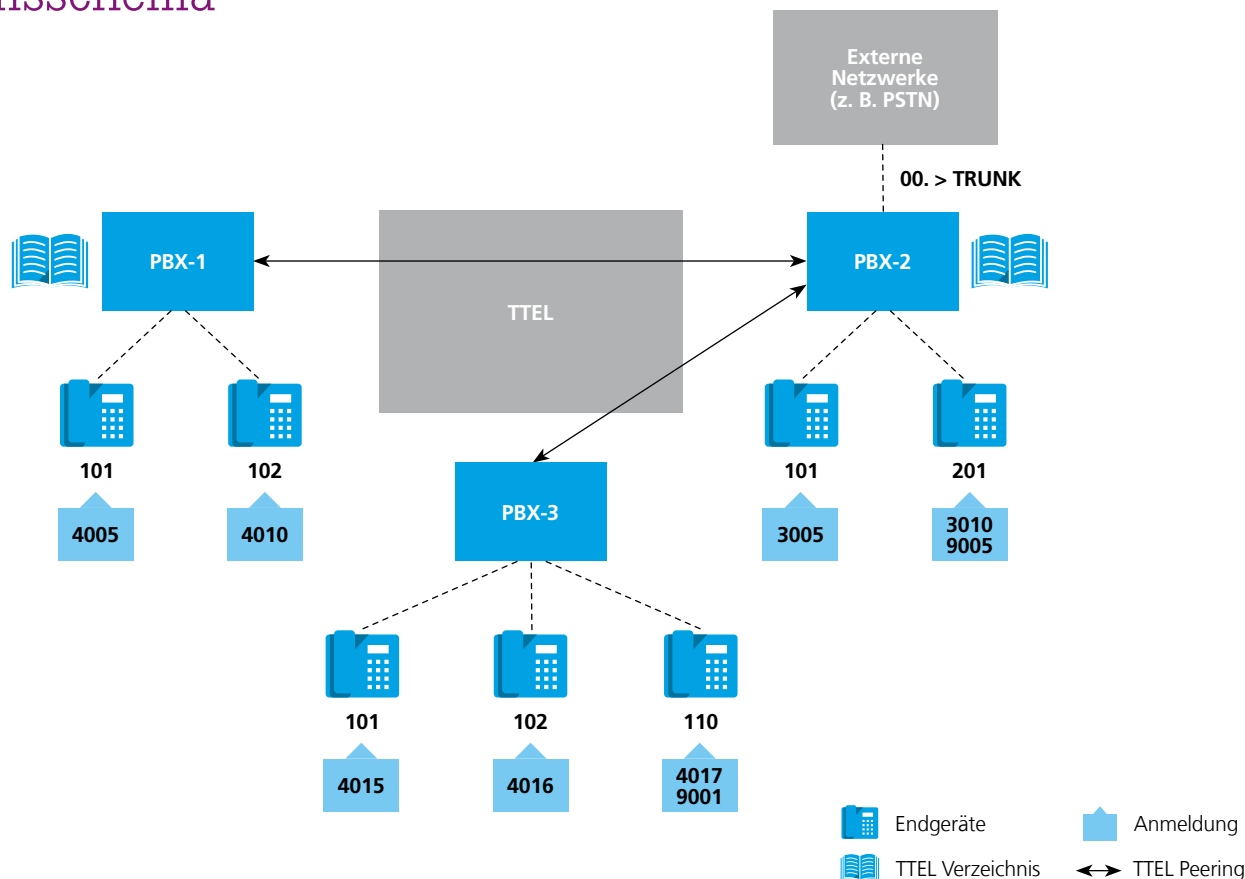 Externe
Netzwerke
(z. B. PSTN)
00. > TRUNK
PBX-1
TTEL
PBX-2
101
102
101
201
4005
4010
3005
3010
9005
PBX-3
101
102
110
4015
4016
4017
9001
Endgeräte
Anmeldung
TTEL Verzeichnis
TTEL Peering